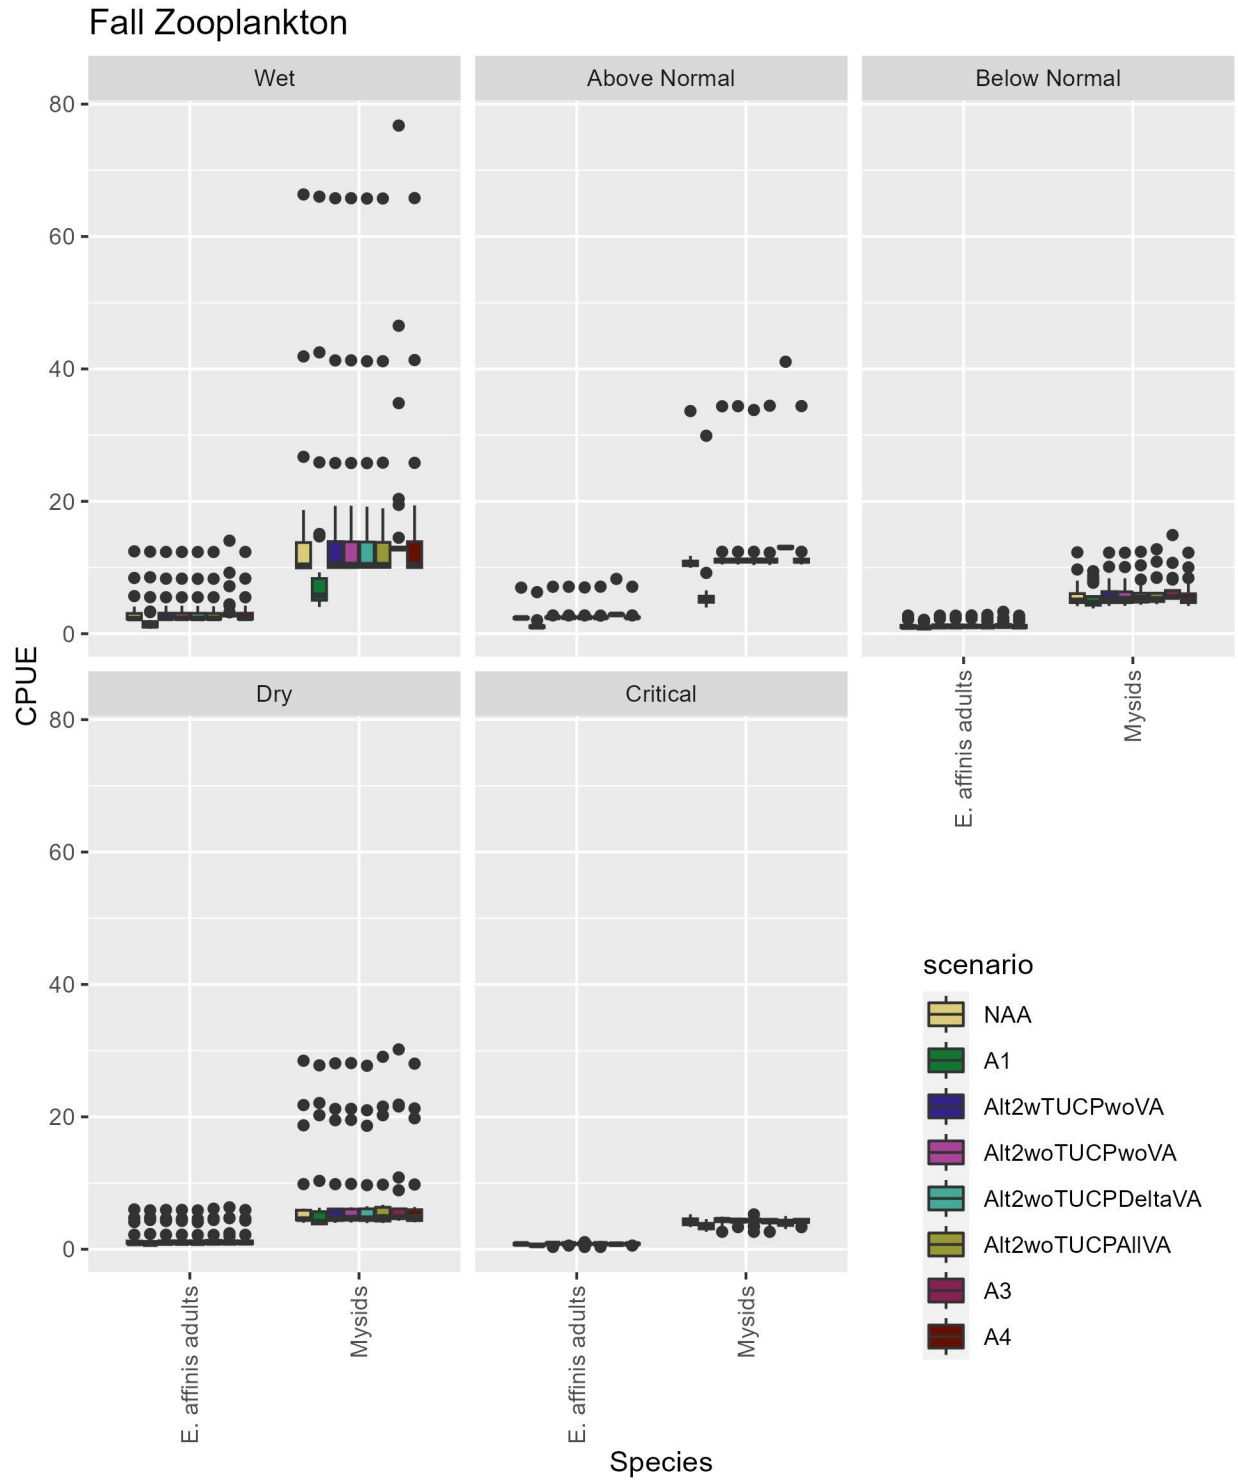 Fall Zooplankton
Wet
Above Normal
Below Normal
80
60
40
20
0
CPUE
Dry
Critical
E. affinis adults
Mysids
80
60
40
20
0
E. affinis adults
Mysids
E. affinis adults
Mysids
Species
scenario
NAA
A1
Alt2wTUCPwoVA
Alt2woTUCPwoVA
Alt2woTUCPDeltaVA
Alt2woTUCPAllVA
A3
A4